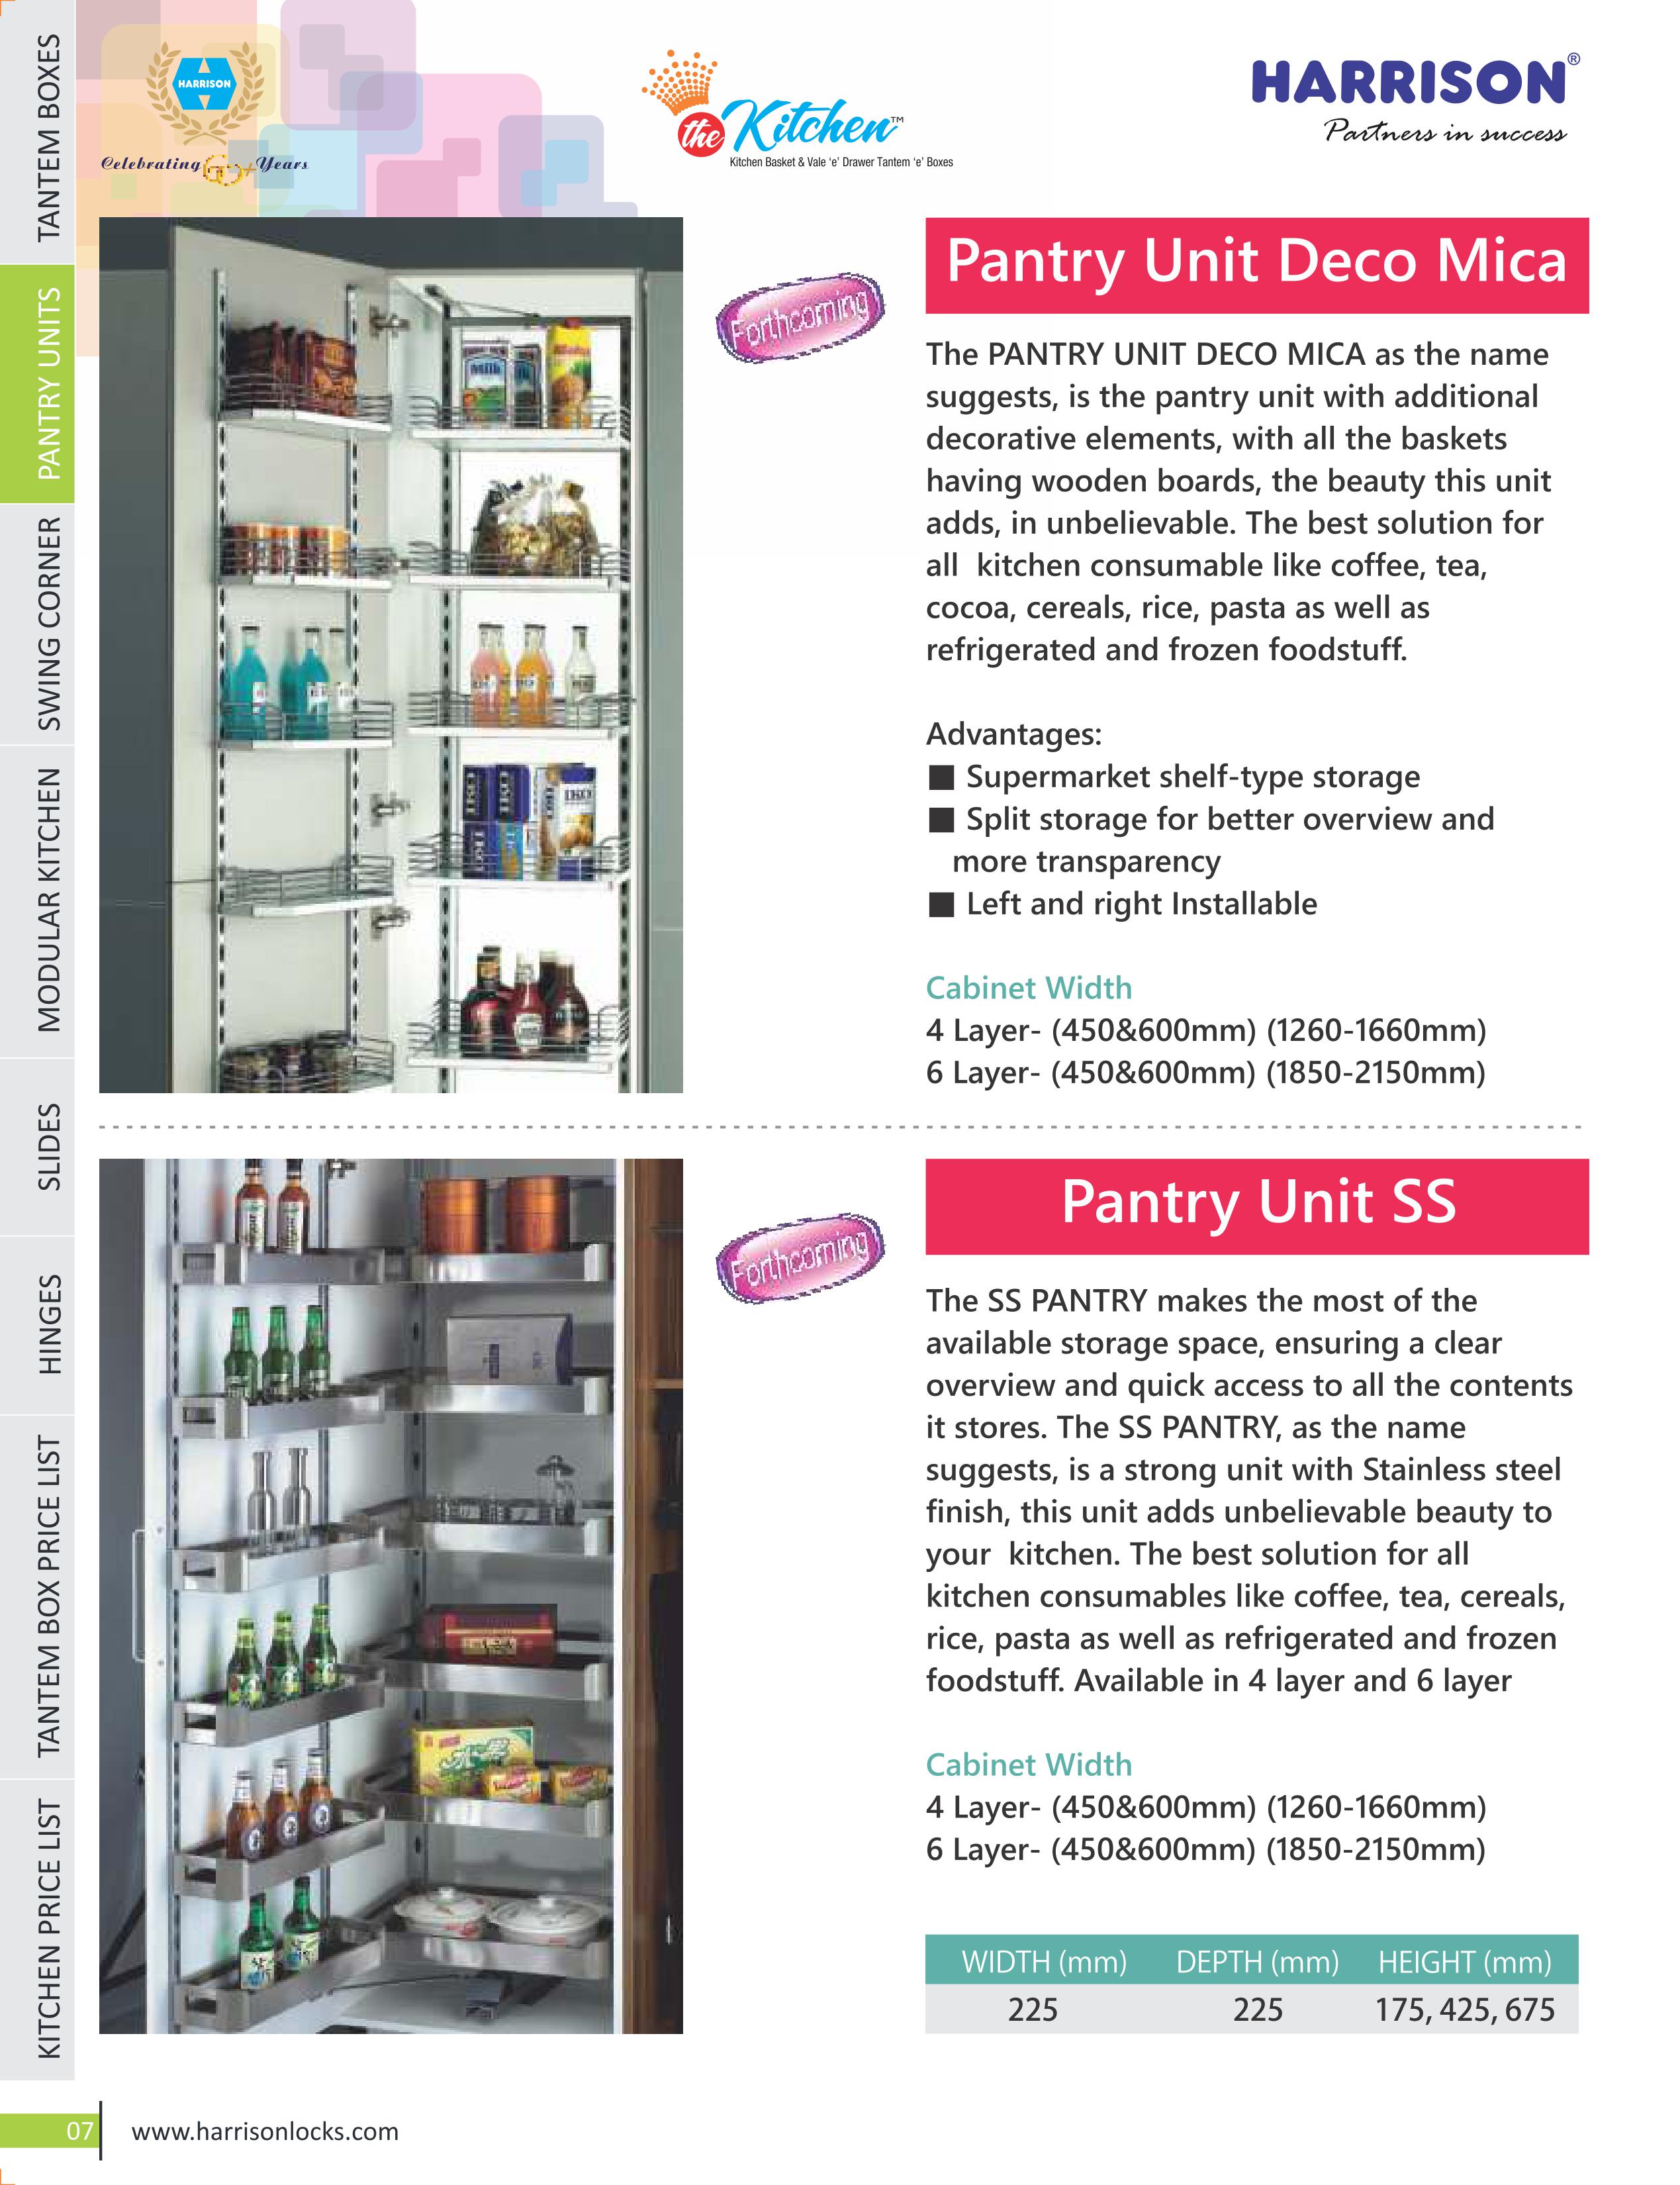 TANTEM BOXES
PANTRY UNITS
SWING CORNER
MODULAR KITCHEN
SLIDES
HINGES
TANTEM BOX PRICE LIST
KITCHEN PRICE LIST
HARRISON
Celebrating 60+ Years
the Kitchen™
Kitchen Basket & Vale ‘e’ Drawer Tantem ‘e’ Boxes
HARRISON®
Partners in success
Forthcoming
Pantry Unit Deco Mica
The PANTRY UNIT DECO MICA as the name
suggests, is the pantry unit with additional
decorative elements, with all the baskets
having wooden boards, the beauty this unit
adds, in unbelievable. The best solution for
all kitchen consumable like coffee, tea,
cocoa, cereals, rice, pasta as well as
refrigerated and frozen foodstuff.
Advantages:
■ Supermarket shelf-type storage
■ Split storage for better overview and
more transparency
■ Left and right Installable
Cabinet Width
4 Layer- (450&600mm) (1260-1660mm)
6 Layer- (450&600mm) (1850-2150mm)
Milk
Forthcoming
Pantry Unit SS
The SS PANTRY makes the most of the
available storage space, ensuring a clear
overview and quick access to all the contents
it stores. The SS PANTRY, as the name
suggests, is a strong unit with Stainless steel
finish, this unit adds unbelievable beauty to
your kitchen. The best solution for all
kitchen consumables like coffee, tea, cereals,
rice, pasta as well as refrigerated and frozen
foodstuff. Available in 4 layer and 6 layer
Cabinet Width
4 Layer- (450&600mm) (1260-1660mm)
6 Layer- (450&600mm) (1850-2150mm)
WIDTH (mm) DEPTH (mm) HEIGHT (mm)
225 225 175, 425, 675
07
www.harrisonlocks.com